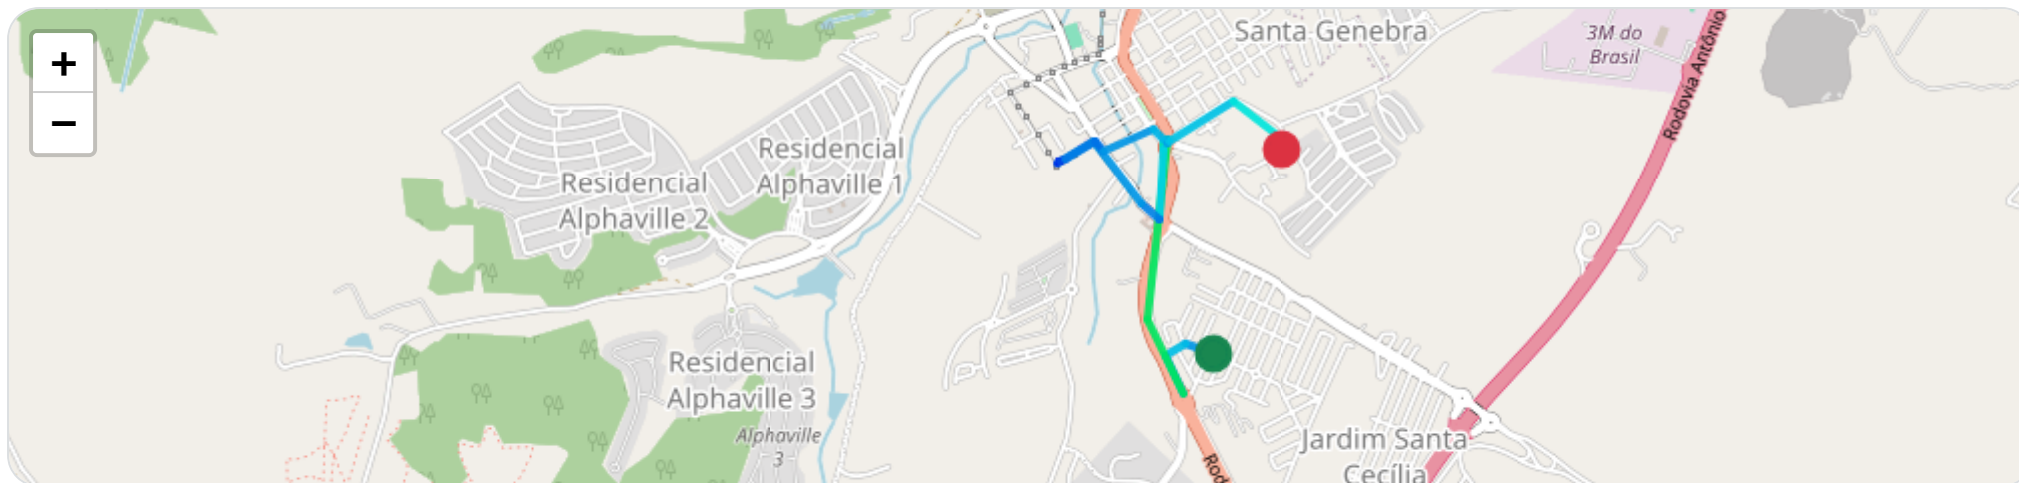 +
−
Santa Genebra
3M do
Brasil
Rodovia Antônio
Residencial
Alphaville 1
Residencial
Alphaville 2
Residencial
Alphaville 3
Alphaville
3
Jardim Santa
Cecília
Rod